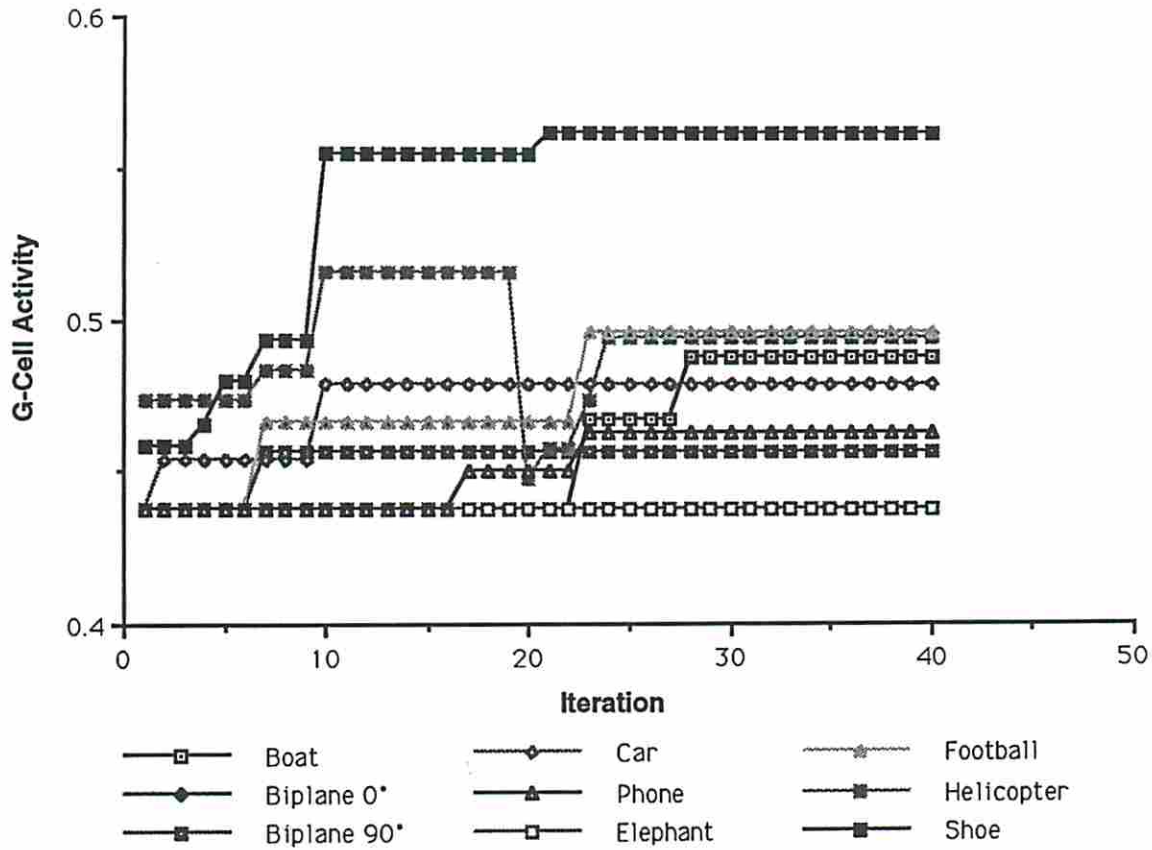 0.6
0.5
0.4
G-Cell Activity
0 10 20 30 40 50
Iteration
Boat Car Football
Biplane 0° Phone Helicopter
Biplane 90° Elephant Shoe